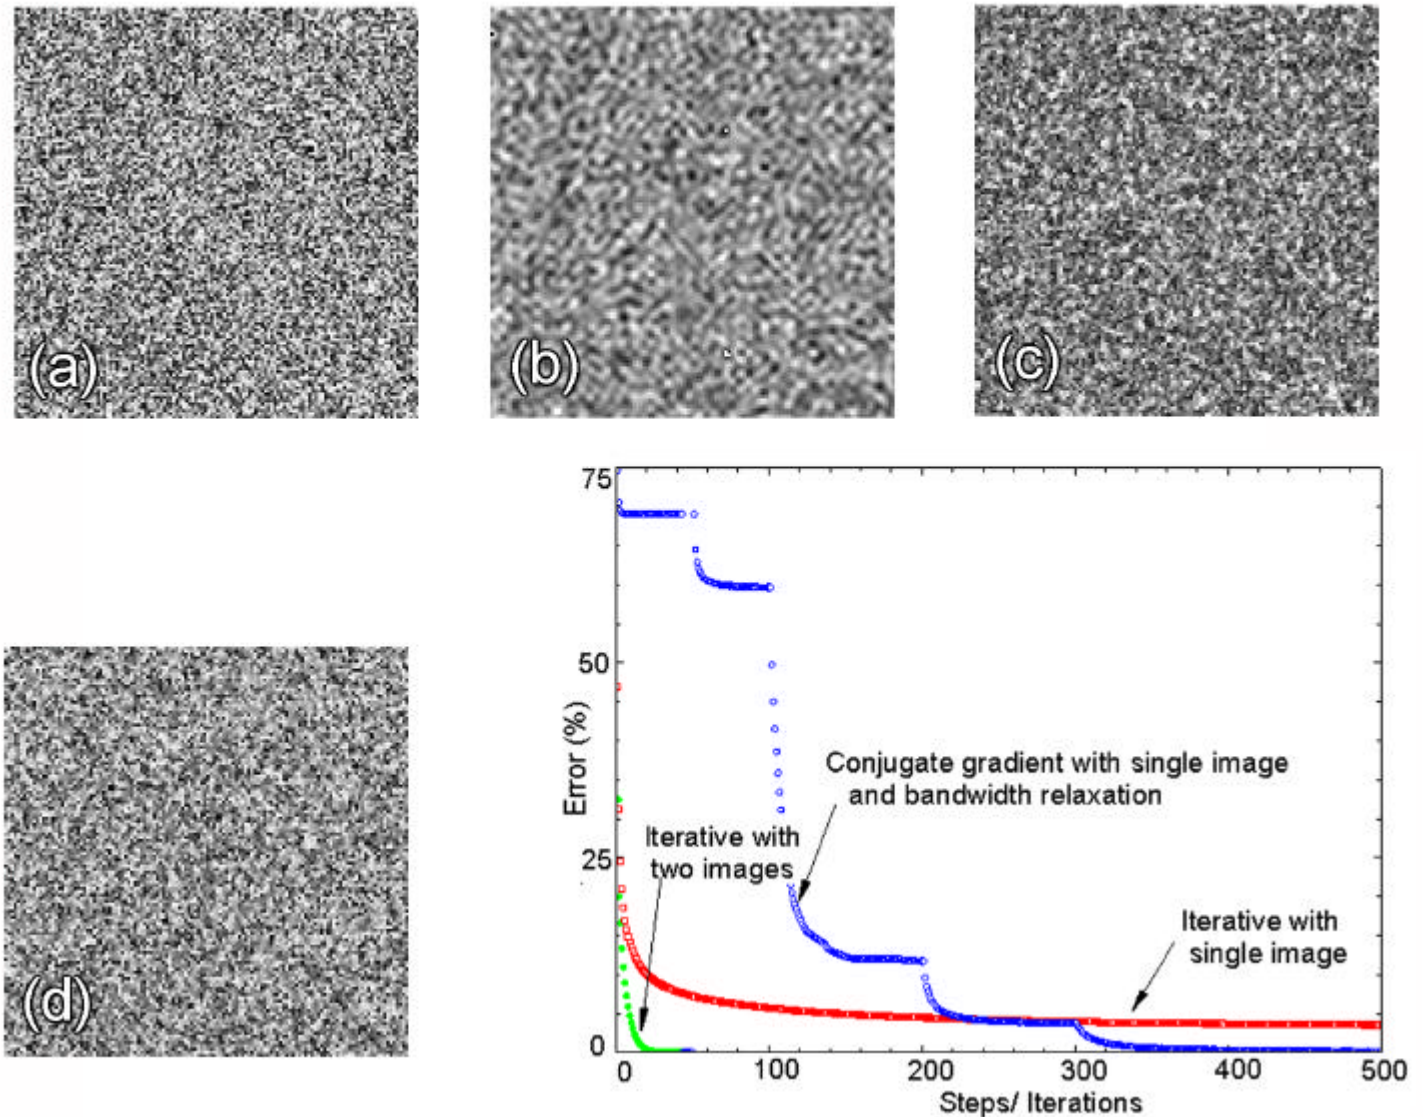 (a)
(b)
(c)
(d)
75
50
25
0
Error (%)
Conjugate gradient with single image
and bandwidth relaxation
Iterative with
two images
Iterative with
single image
0 100 200 300 400 500
Steps/ Iterations